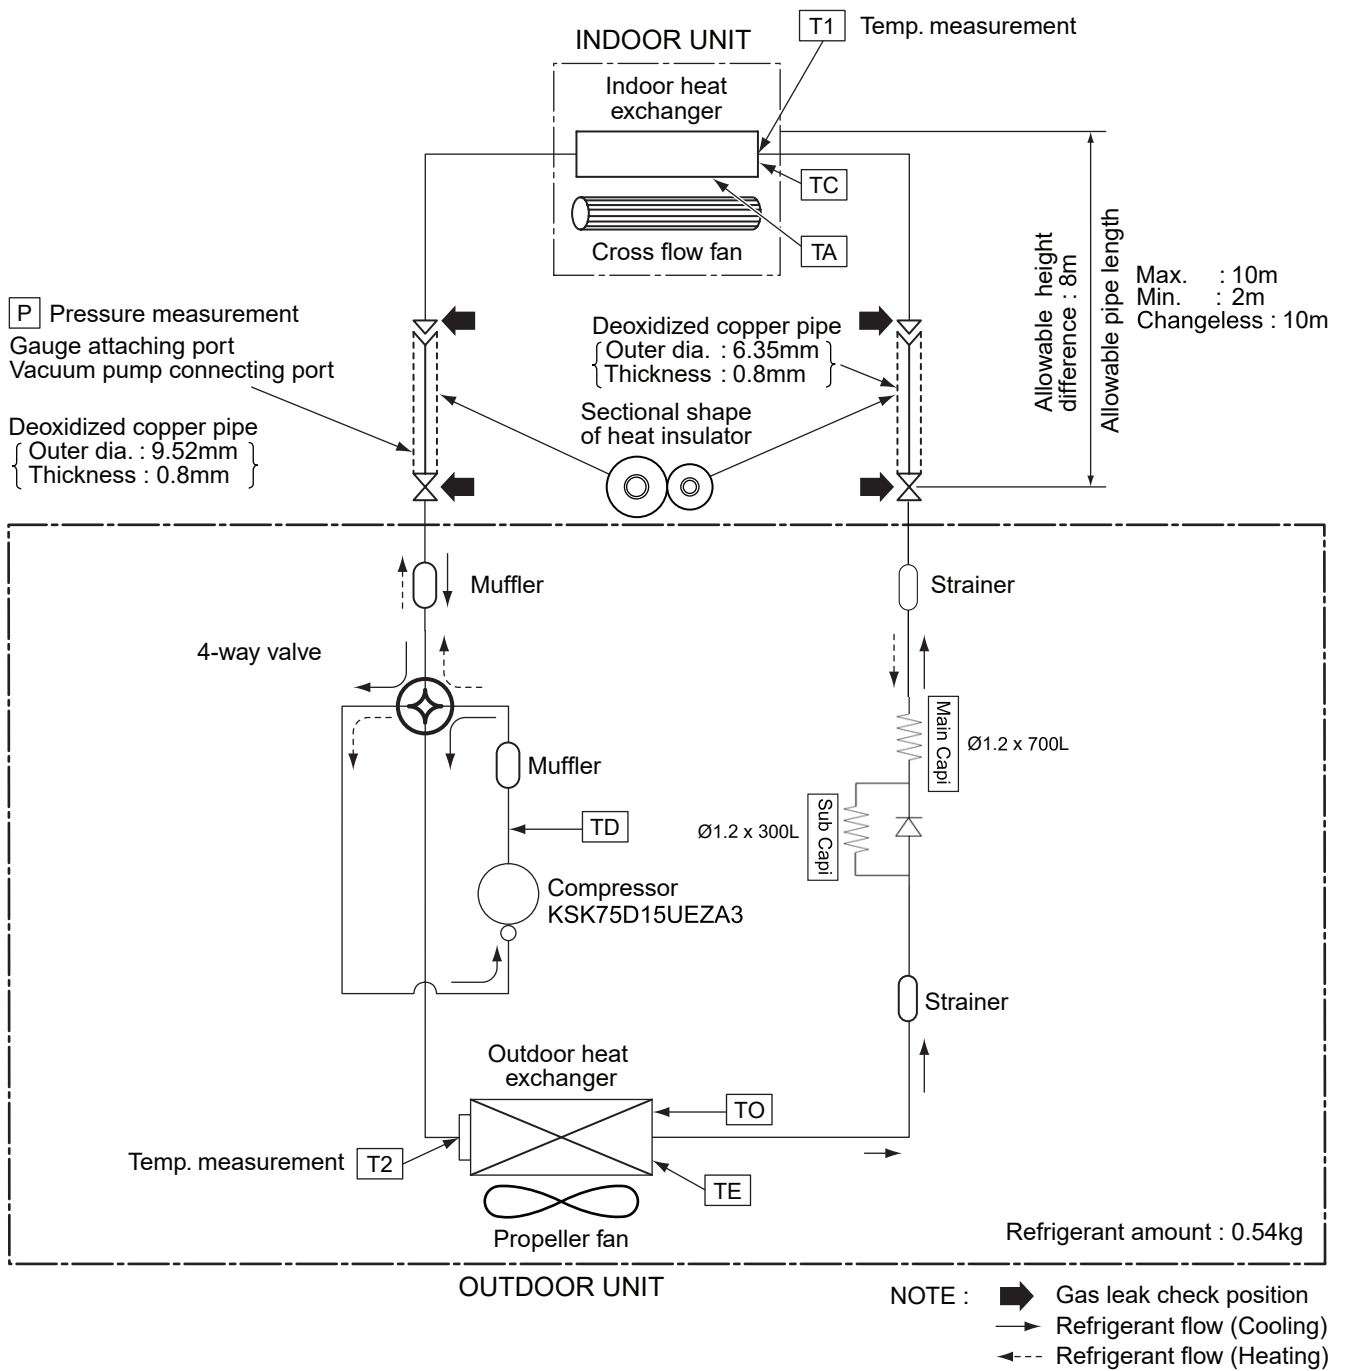 T1 Temp. measurement
INDOOR UNIT
Indoor heat
exchanger
TC
TA
Cross flow fan
Allowable height
difference : 8m
Allowable pipe length
Max. : 10m
Min. : 2m
Changeless : 10m
P Pressure measurement
Gauge attaching port
Vacuum pump connecting port
Deoxidized copper pipe
Outer dia. : 9.52mm
Thickness : 0.8mm
Deoxidized copper pipe
Outer dia. : 6.35mm
Thickness : 0.8mm
Sectional shape
of heat insulator
Muffler
Strainer
4-way valve
Muffler
Main Capi
Ø1.2 x 700L
Sub Capi
Ø1.2 x 300L
TD
Compressor
KSK75D15UEZA3
Strainer
Outdoor heat
exchanger
TO
Temp. measurement T2
TE
Propeller fan
Refrigerant amount : 0.54kg
OUTDOOR UNIT
NOTE :
Gas leak check position
Refrigerant flow (Cooling)
Refrigerant flow (Heating)